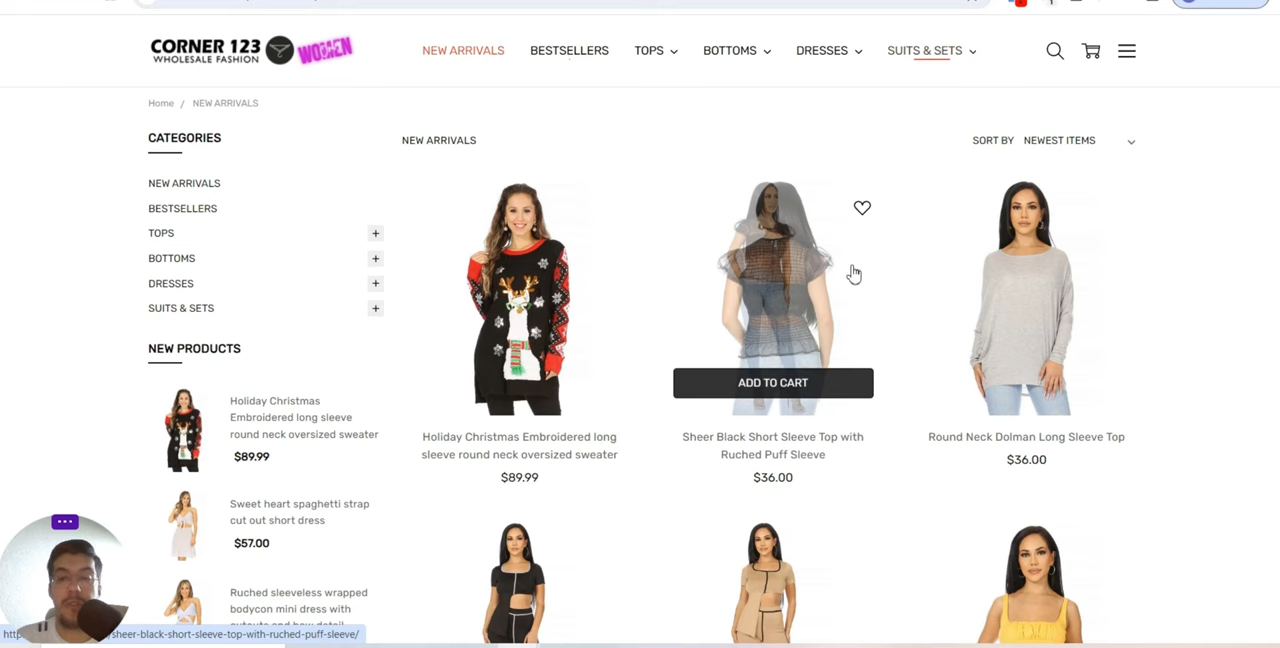 CORNER 123
WHOLESALE FASHION
WOMEN
NEW ARRIVALS
BESTSELLERS
TOPS
BOTTOMS
DRESSES
SUITS & SETS
Home / NEW ARRIVALS
CATEGORIES
NEW ARRIVALS
BESTSELLERS
TOPS +
BOTTOMS +
DRESSES +
SUITS & SETS +
NEW PRODUCTS
Holiday Christmas
Embroidered long sleeve
round neck oversized sweater
$89.99
Sweet heart spaghetti strap
cut out short dress
$57.00
Ruched sleeveless wrapped
bodycon mini dress with
NEW ARRIVALS
SORT BY NEWEST ITEMS
ADD TO CART
Holiday Christmas Embroidered long
sleeve round neck oversized sweater
$89.99
Sheer Black Short Sleeve Top with
Ruched Puff Sleeve
$36.00
Round Neck Dolman Long Sleeve Top
$36.00
/sheer-black-short-sleeve-top-with-ruched-puff-sleeve/